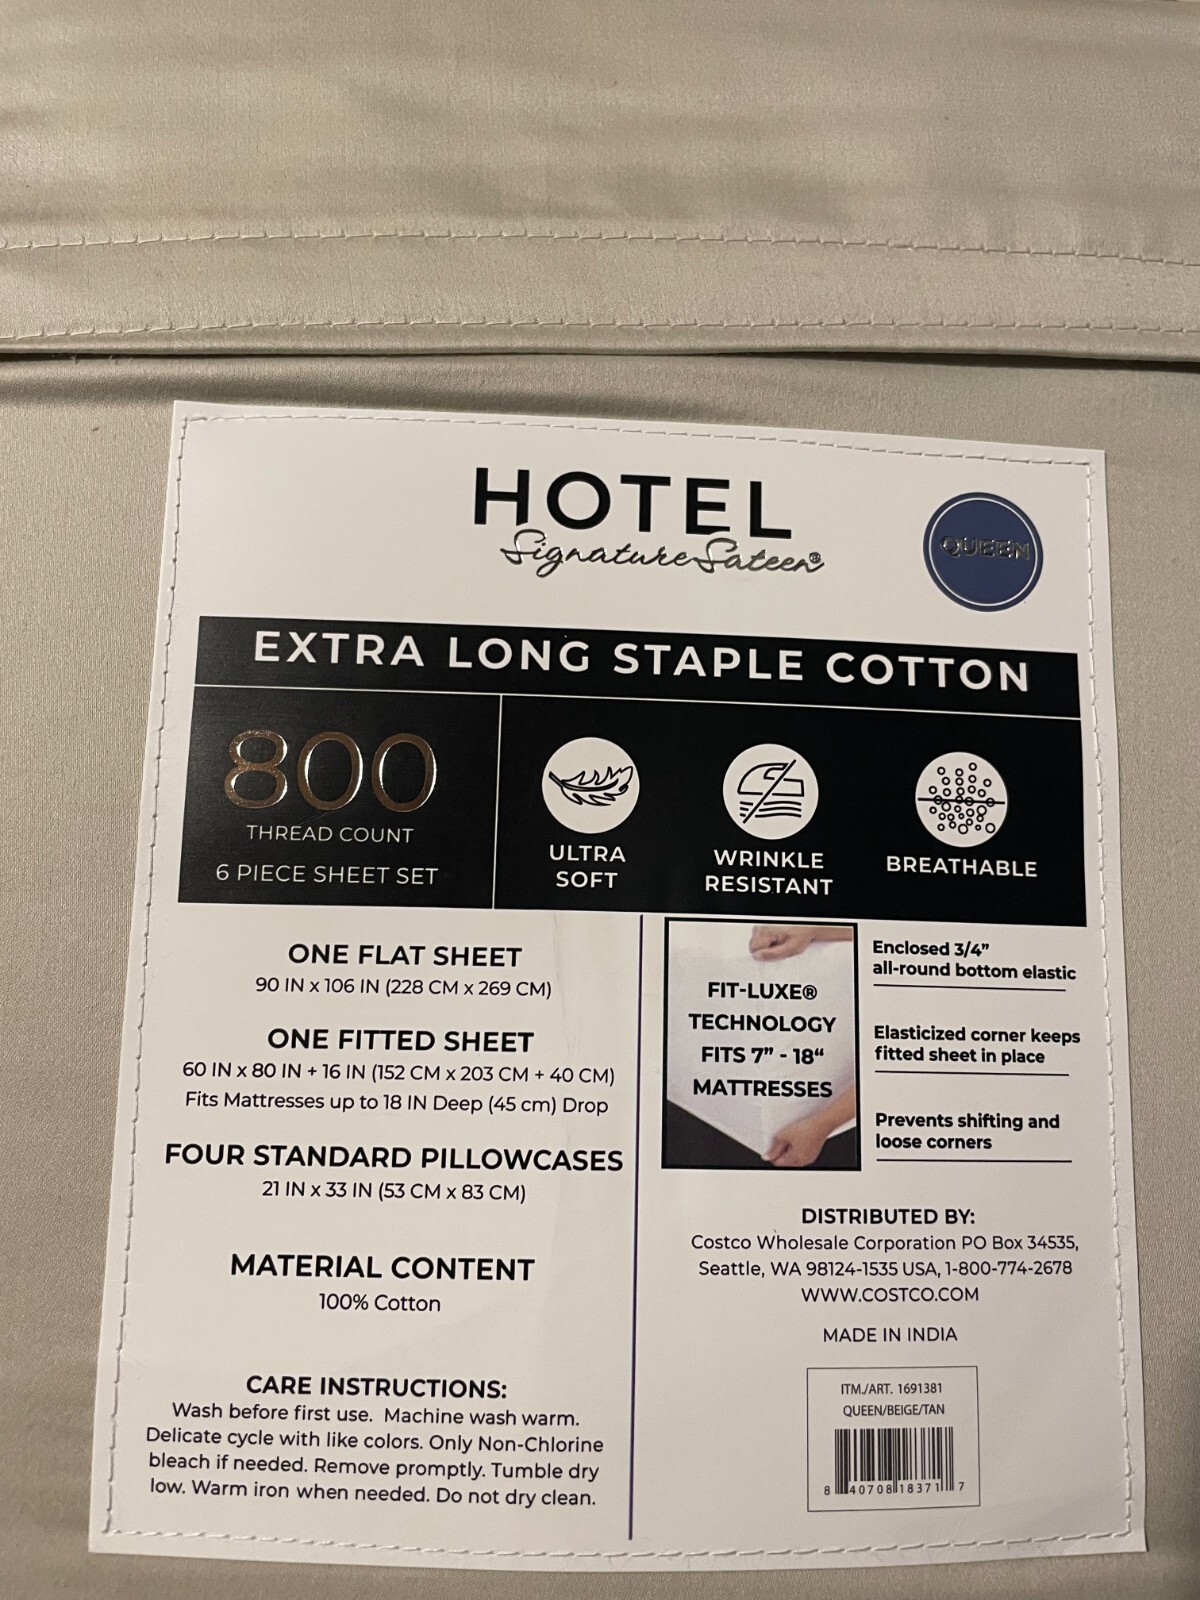 HOTEL
Signature Sateen®
QUEEN
EXTRA LONG STAPLE COTTON
800
THREAD COUNT
6 PIECE SHEET SET
ULTRA
SOFT
WRINKLE
RESISTANT
BREATHABLE
ONE FLAT SHEET
90 IN x 106 IN (228 CM x 269 CM)
ONE FITTED SHEET
60 IN x 80 IN + 16 IN (152 CM x 203 CM + 40 CM)
Fits Mattresses up to 18 IN Deep (45 cm) Drop
FOUR STANDARD PILLOWCASES
21 IN x 33 IN (53 CM x 83 CM)
MATERIAL CONTENT
100% Cotton
CARE INSTRUCTIONS:
Wash before first use. Machine wash warm.
Delicate cycle with like colors. Only Non-Chlorine
bleach if needed. Remove promptly. Tumble dry
low. Warm iron when needed. Do not dry clean.
FIT-LUXE®
TECHNOLOGY
FITS 7” - 18“
MATTRESSES
Enclosed 3/4”
all-round bottom elastic
Elasticized corner keeps
fitted sheet in place
Prevents shifting and
loose corners
DISTRIBUTED BY:
Costco Wholesale Corporation PO Box 34535,
Seattle, WA 98124-1535 USA, 1-800-774-2678
WWW.COSTCO.COM
MADE IN INDIA
ITM./ART. 1691381
QUEEN/BEIGE/TAN
8 40708 18371 7